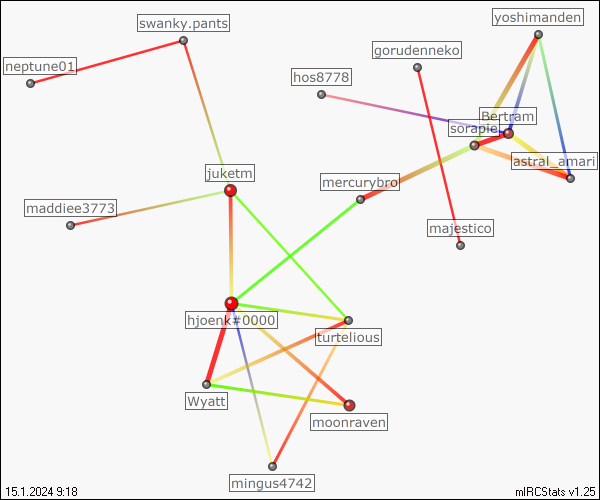 swanky.pants
yoshimanden
gorudenneko
neptune01
hos8778
Bertram
sorapie
astral_amari
juketm
mercurybro
maddiee3773
majestico
hjoenk#0000
turtelious
Wyatt
moonraven
mingus4742
15.1.2024 9:18
mIRCStats v1.25